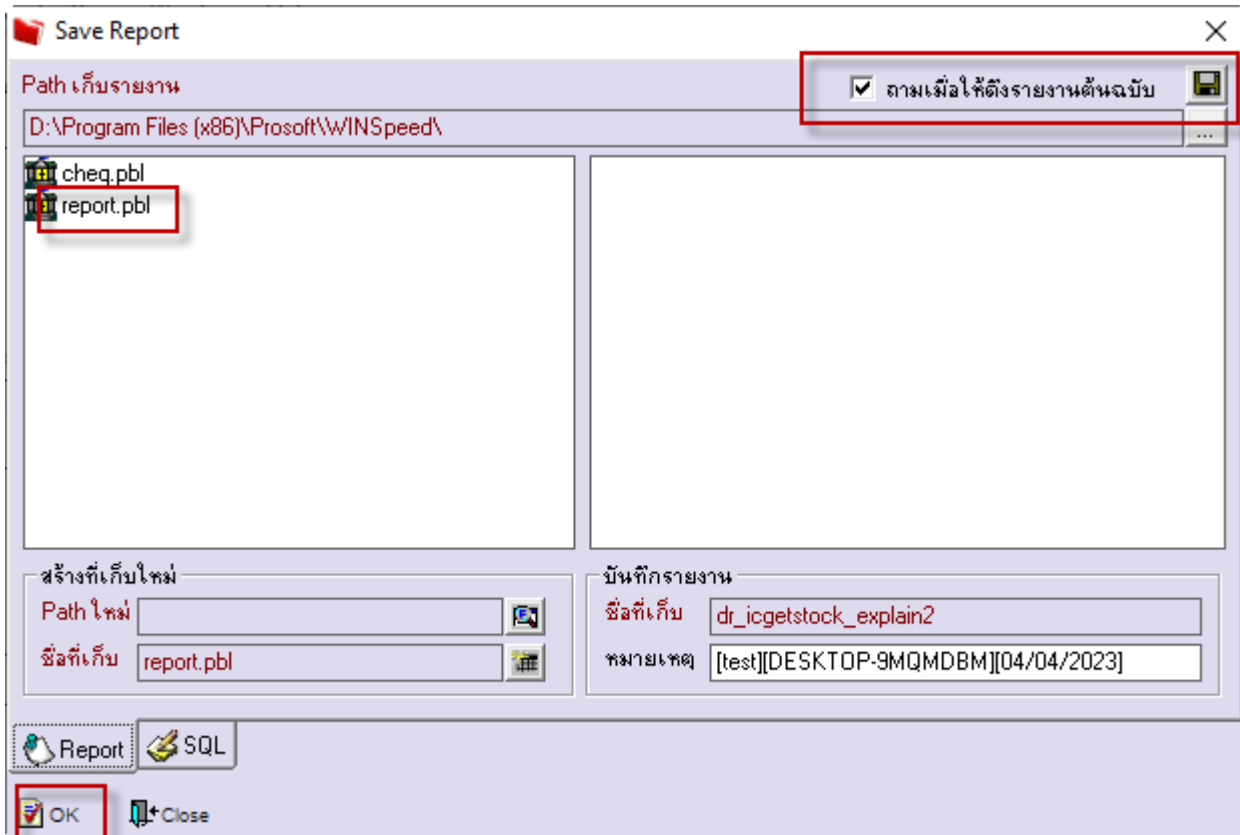 Save Report
Path เก็บรายงาน
ถามเมื่อให้ดึงรายงานต้นฉบับ
D:\Program Files (x86)\Prosoft\WINSpeed\
...
cheq.pbl
report.pbl
สร้างที่เก็บใหม่
Path ใหม่
ชื่อที่เก็บ report.pbl
บันทึกรายงาน
ชื่อที่เก็บ dr_icgetstock_explain2
หมายเหตุ [test][DESKTOP-9MQMDBM][04/04/2023]
Report SQL
OK Close